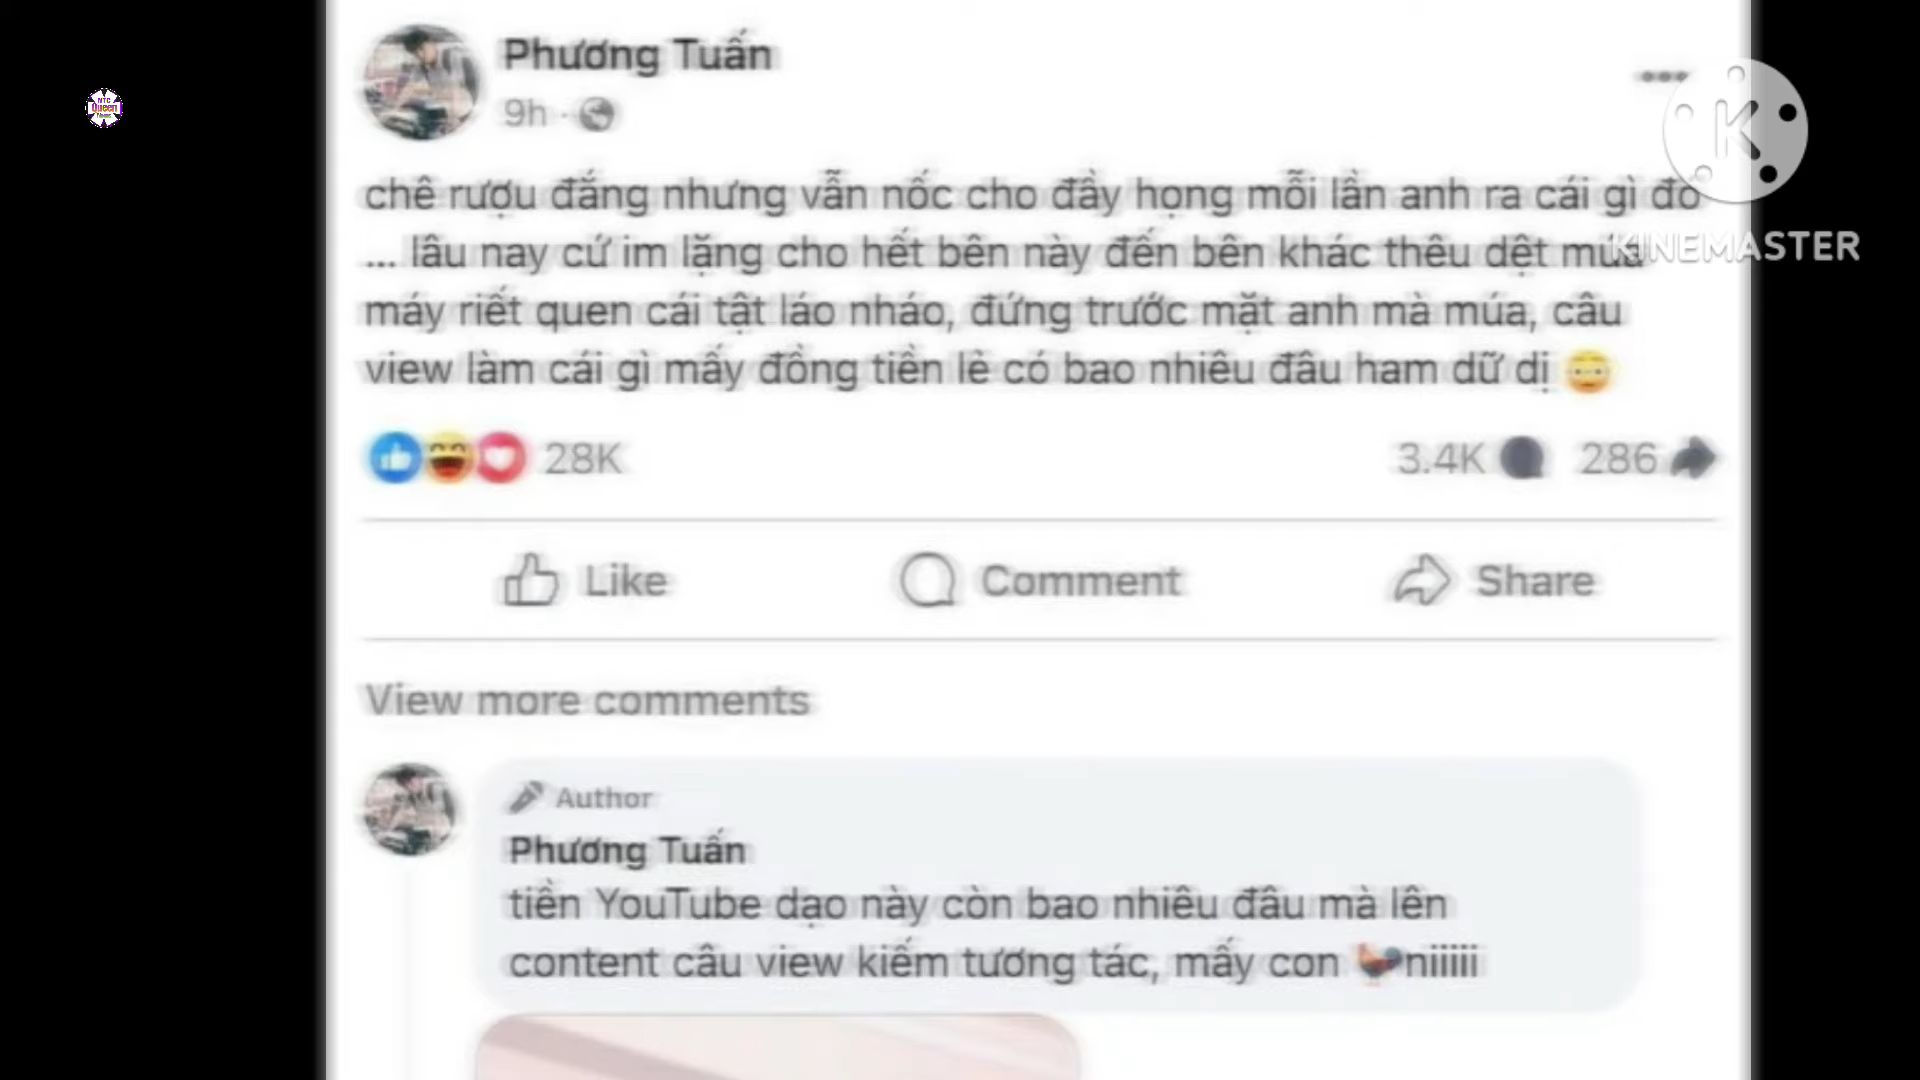 Phương Tuấn
9h ·
chê rượu đắng nhưng vẫn nốc cho đầy họng mỗi lần anh ra cái gì đó
... lâu nay cứ im lặng cho hết bên này đến bên khác thêu dệt múa
máy riết quen cái tật láo nháo, đứng trước mặt anh mà múa, câu
view làm cái gì mấy đồng tiền lẻ có bao nhiêu đâu ham dữ dị
28K
3.4K 286
Like Comment Share
View more comments
Author
Phương Tuấn
tiền YouTube dạo này còn bao nhiêu đâu mà lên
content câu view kiếm tương tác, mấy con 🐓niiiii
K
KINEMASTER
NTC
Queen
News